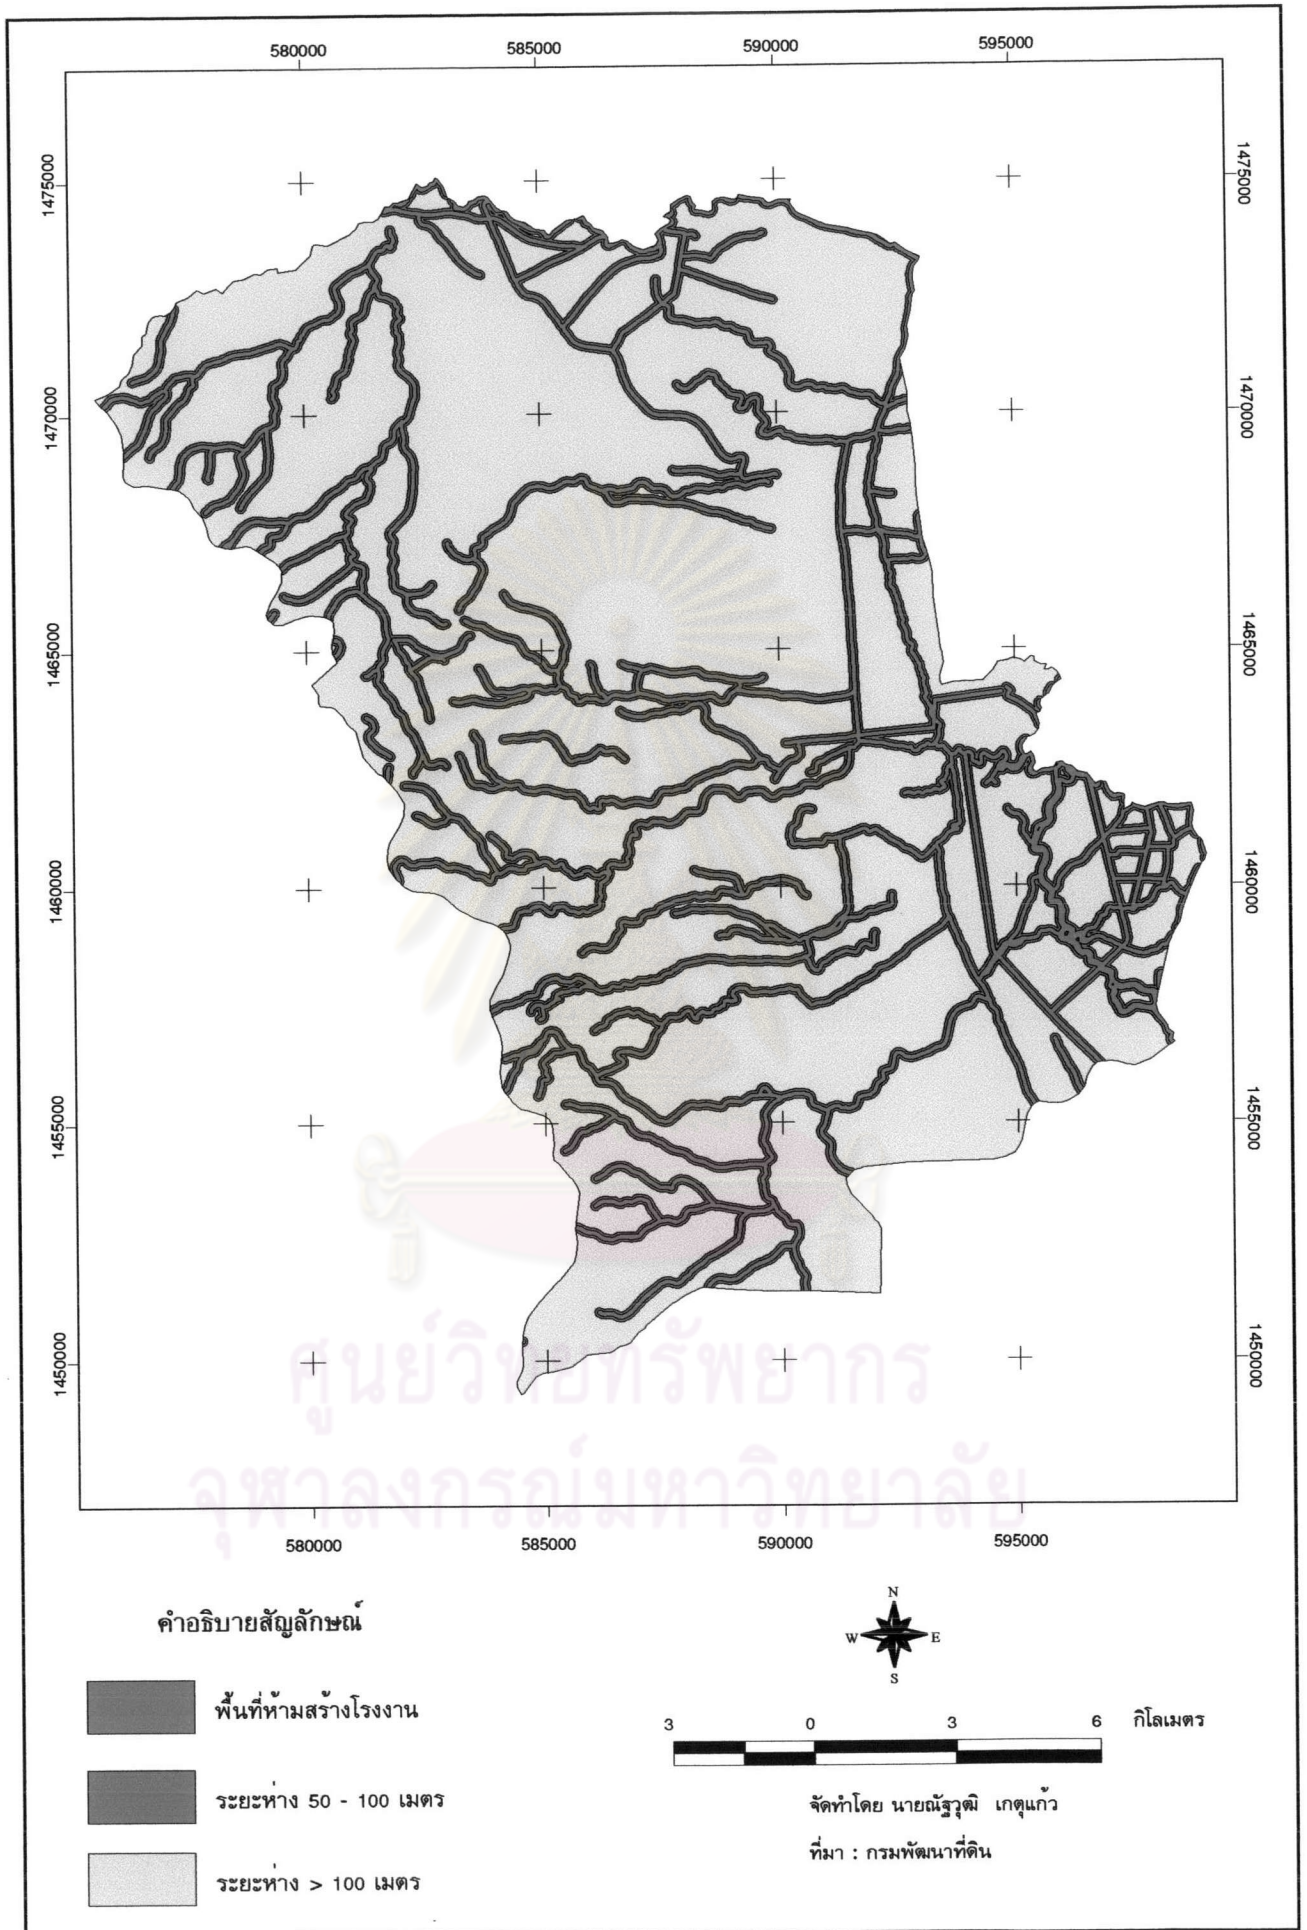 580000 585000 590000 595000
1475000 1475000
1470000 1470000
1465000 1465000
1460000 1460000
1455000 1455000
1450000 1450000
ศูนย์วิทยทรัพยากร
จุฬาลงกรณ์มหาวิทยาลัย
580000 585000 590000 595000
คำอธิบายสัญลักษณ์
N
W E
S
พื้นที่ห้ามสร้างโรงงาน
3 0 3 6 กิโลเมตร
ระยะห่าง 50 - 100 เมตร
จัดทำโดย นายณัฐวุฒิ เกตุแก้ว
ที่มา : กรมพัฒนาที่ดิน
ระยะห่าง > 100 เมตร